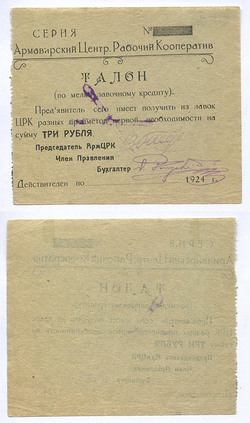 СЕРИЯ №
Армавирский Центр. Рабочий Кооператив
ТАЛОН
(по мелко-лавочному кредиту).
Пред'явитель сего имеет получить из лавок
ЦРК разных предметов первой необходимости на
сумму ТРИ РУБЛЯ.
Председатель АрмЦРК
Член Правления
Бухгалтер
Действителен по 1924 г.